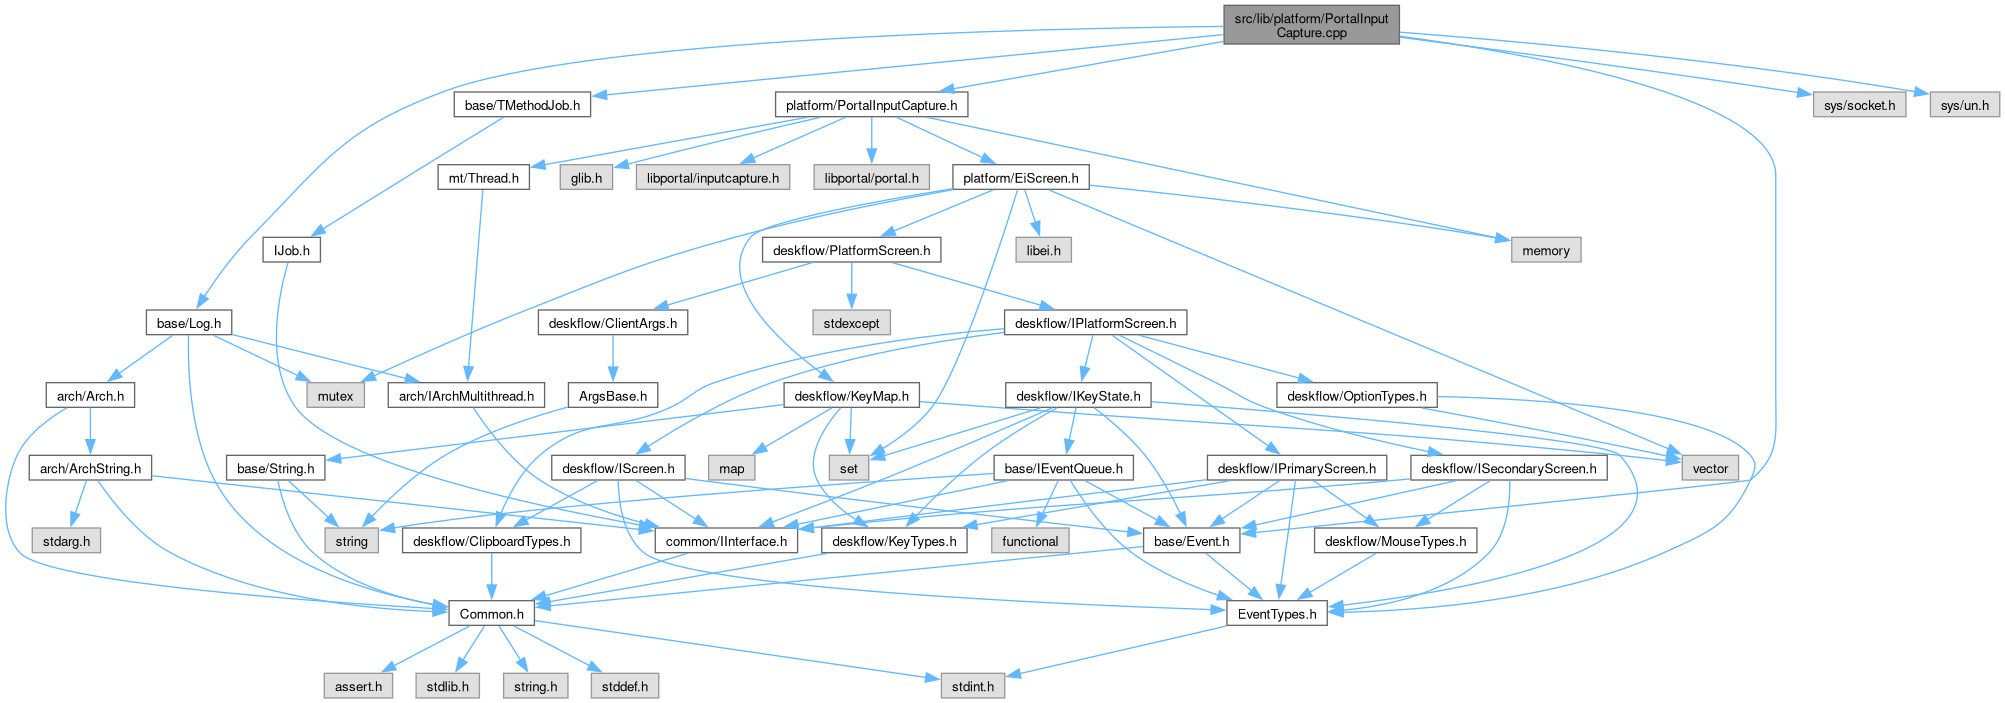 src/lib/platform/PortalInput
Capture.cpp
base/TMethodJob.h
platform/PortalInputCapture.h
sys/socket.h
sys/un.h
mt/Thread.h
glib.h
libportal/inputcapture.h
libportal/portal.h
platform/EiScreen.h
IJob.h
deskflow/PlatformScreen.h
libei.h
memory
base/Log.h
deskflow/ClientArgs.h
stdexcept
deskflow/IPlatformScreen.h
arch/Arch.h
mutex
arch/IArchMultithread.h
ArgsBase.h
deskflow/KeyMap.h
deskflow/IKeyState.h
deskflow/OptionTypes.h
arch/ArchString.h
base/String.h
deskflow/IScreen.h
map
set
base/IEventQueue.h
deskflow/IPrimaryScreen.h
deskflow/ISecondaryScreen.h
vector
stdarg.h
string
deskflow/ClipboardTypes.h
common/IInterface.h
deskflow/KeyTypes.h
functional
base/Event.h
deskflow/MouseTypes.h
Common.h
EventTypes.h
assert.h
stdlib.h
string.h
stddef.h
stdint.h